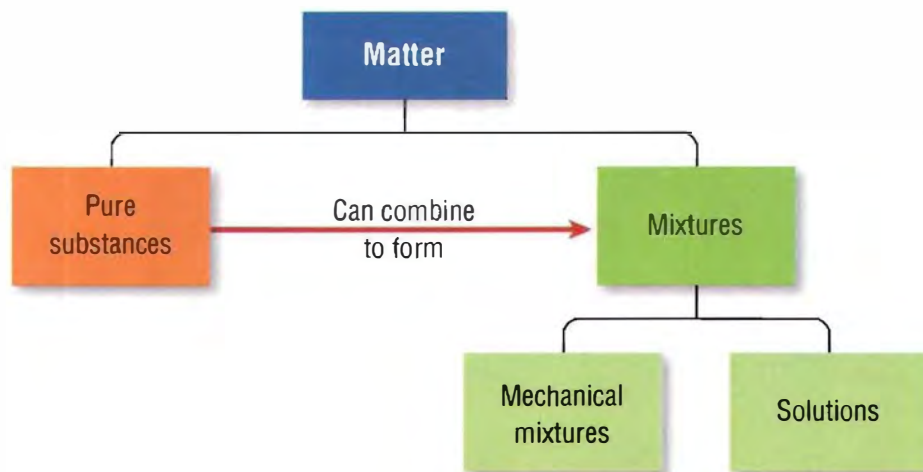 Matter
Pure
substances
Can combine
to form
Mixtures
Mechanical
mixtures
Solutions